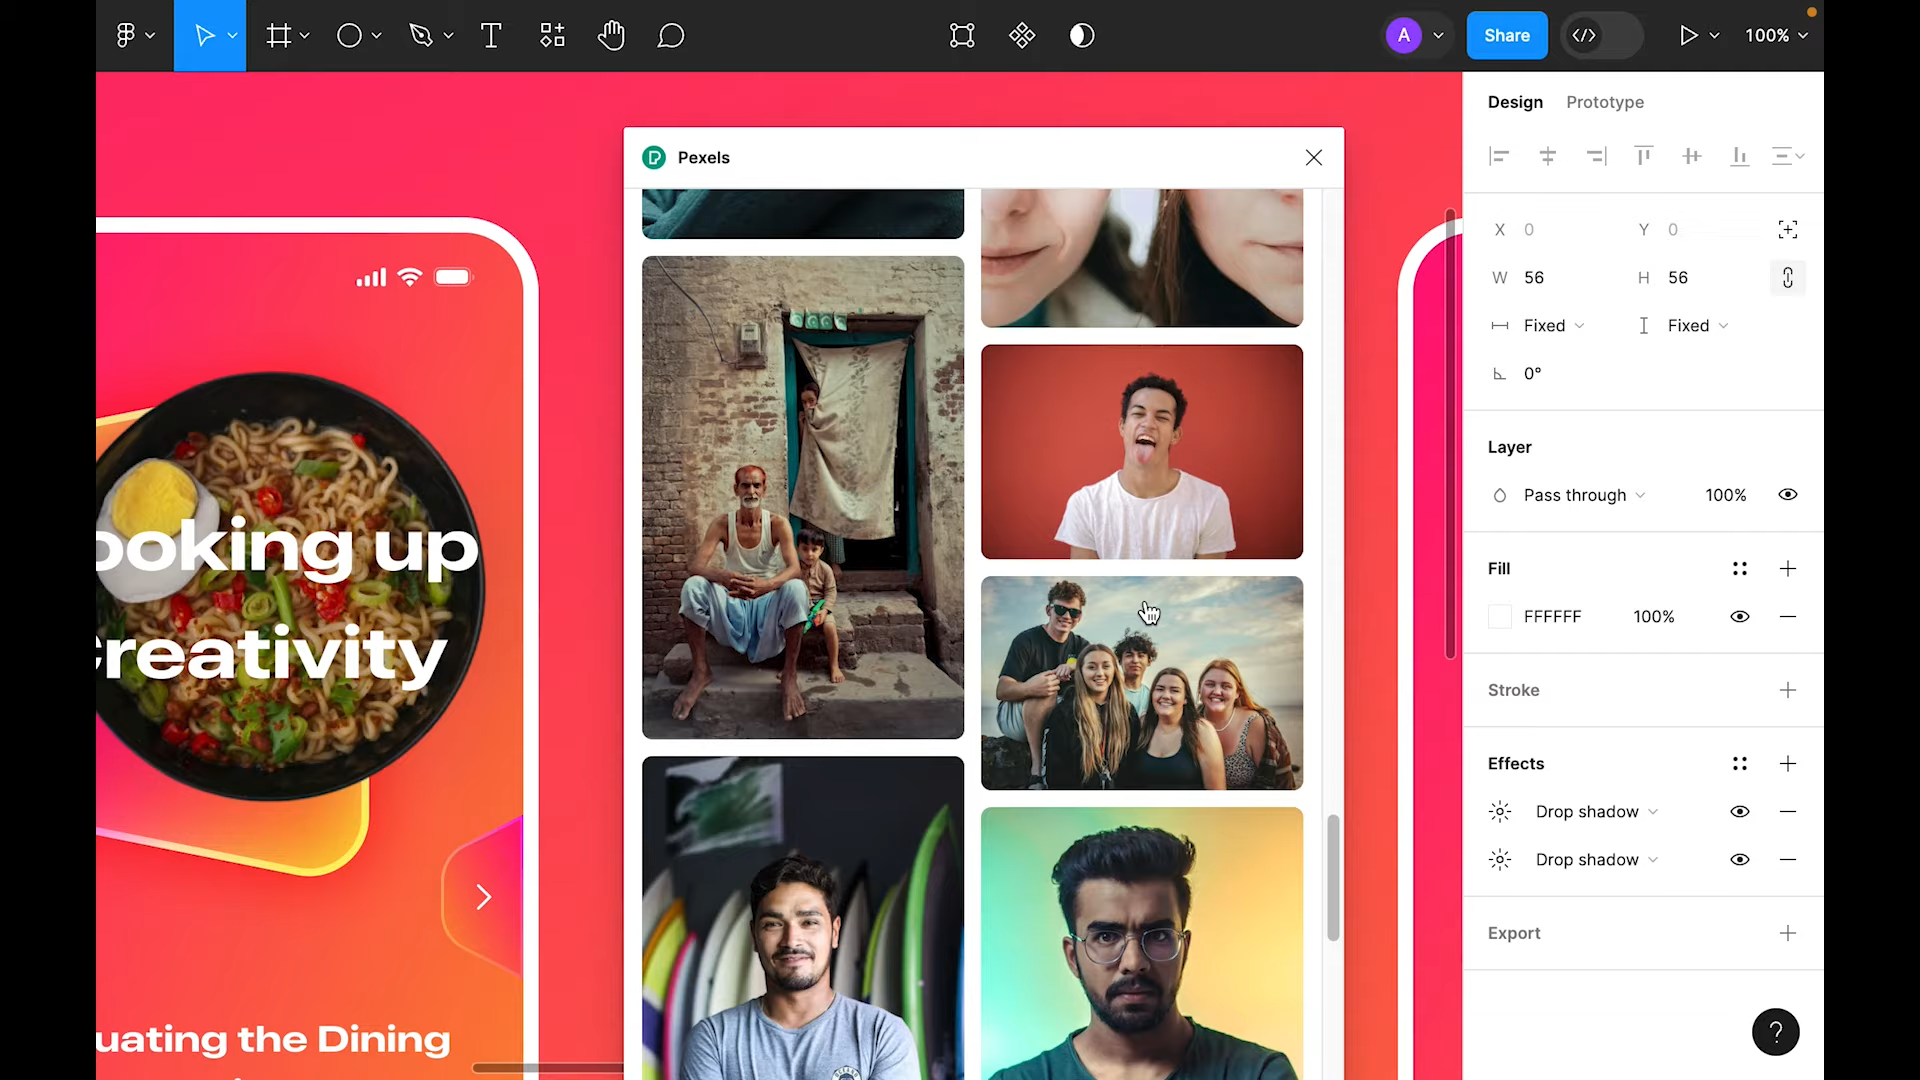 A
Share
100%
Design
Prototype
Pexels
X 0
Y 0
W 56
H 56
Fixed
Fixed
0°
Layer
Pass through
100%
Fill
FFFFFF
100%
Stroke
Effects
Drop shadow
Drop shadow
Export
?
ooking up
reativity
uating the Dining